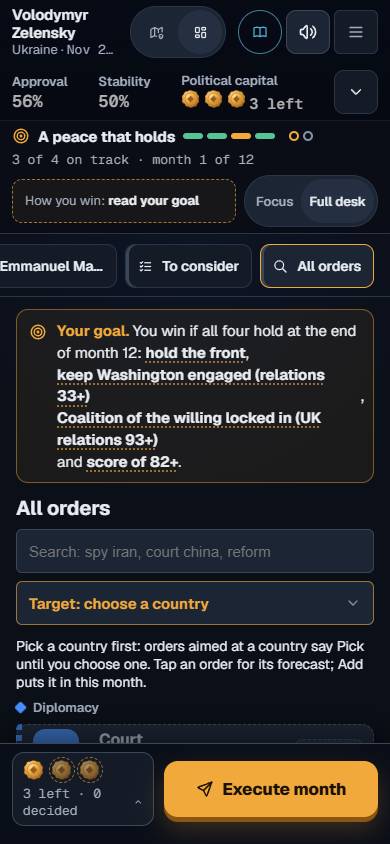 Volodymyr
Zelensky
Ukraine · Nov 2…
Approval
56%
Stability
50%
Political capital
3 left
A peace that holds
3 of 4 on track · month 1 of 12
How you win: read your goal
Focus
Full desk
Emmanuel Ma…
To consider
All orders
Your goal. You win if all four hold at the end
of month 12: hold the front,
keep Washington engaged (relations
33+)
,
Coalition of the willing locked in (UK
relations 93+)
and score of 82+.
All orders
Search: spy iran, court china, reform
Target: choose a country
Pick a country first: orders aimed at a country say Pick
until you choose one. Tap an order for its forecast; Add
puts it in this month.
Diplomacy
Court
3 left · 0
decided
Execute month